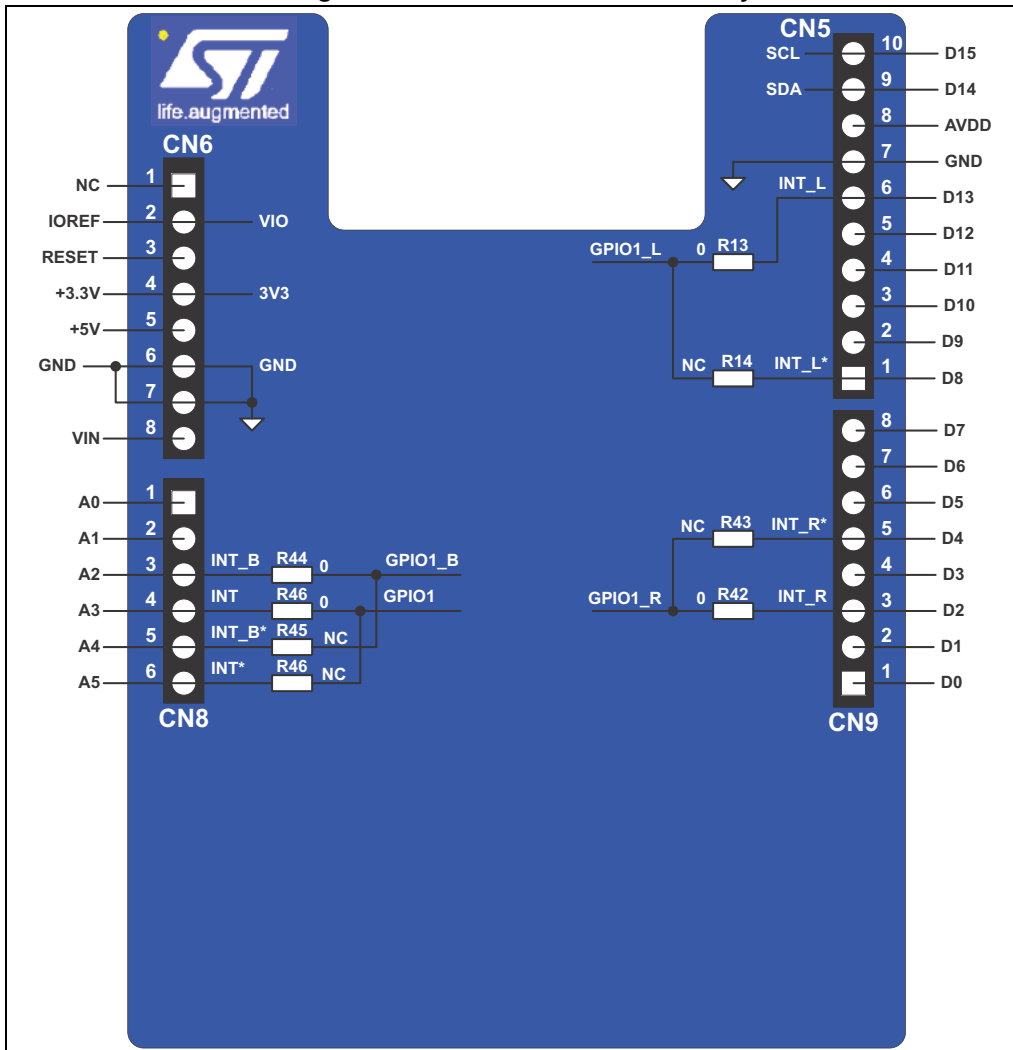 life.augmented
CN6
NC 1
IOREF 2 VIO
RESET 3
+3.3V 4 3V3
+5V 5
GND 6 GND
7
VIN 8
A0 1
A1 2
A2 3 INT_B R44 0 GPIO1_B
A3 4 INT R46 0 GPIO1
A4 5 INT_B* R45 NC
A5 6 INT* R46 NC
CN8
CN5
SCL 10 D15
SDA 9 D14
8 AVDD
7 GND
INT_L 6 D13
5 D12
GPIO1_L 0 R13 4 D11
3 D10
2 D9
NC R14 INT_L* 1 D8
8 D7
7 D6
6 D5
NC R43 INT_R* 5 D4
4 D3
GPIO1_R 0 R42 INT_R 3 D2
2 D1
1 D0
CN9